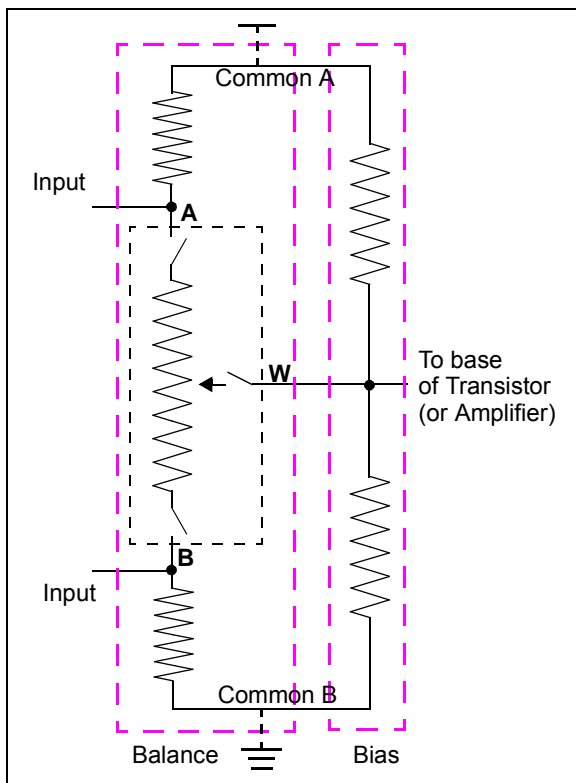 Common A
Input
A
W
To base
of Transistor
(or Amplifier)
B
Input
Common B
Balance
Bias